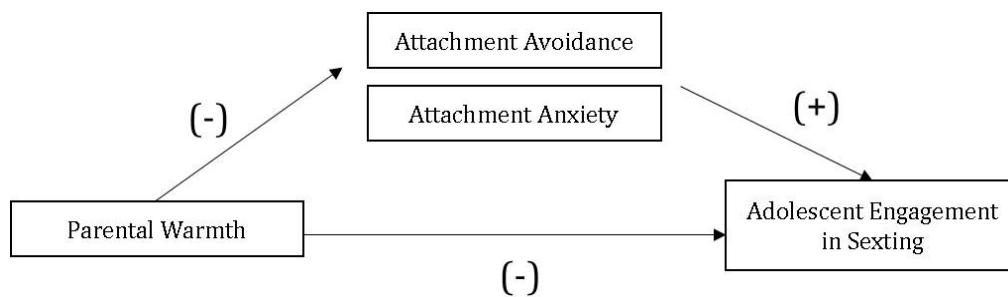 Attachment Avoidance
Attachment Anxiety
(-)
(+)
Parental Warmth
Adolescent Engagement
in Sexting
(-)